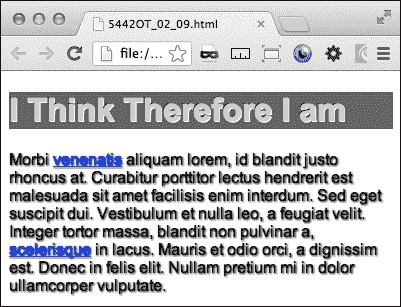 5442OT_02_09.html
file:/…
I Think Therefore I am
Morbi venenatis aliquam lorem, id blandit justo
rhoncus at. Curabitur porttitor lectus hendrerit est
malesuada sit amet facilisis enim interdum. Sed eget
suscipit dui. Vestibulum et nulla leo, a feugiat velit.
Integer tortor massa, blandit non pulvinar a,
scelerisque in lacus. Mauris et odio orci, a dignissim
est. Donec in felis elit. Nullam pretium mi in dolor
ullamcorper vulputate.